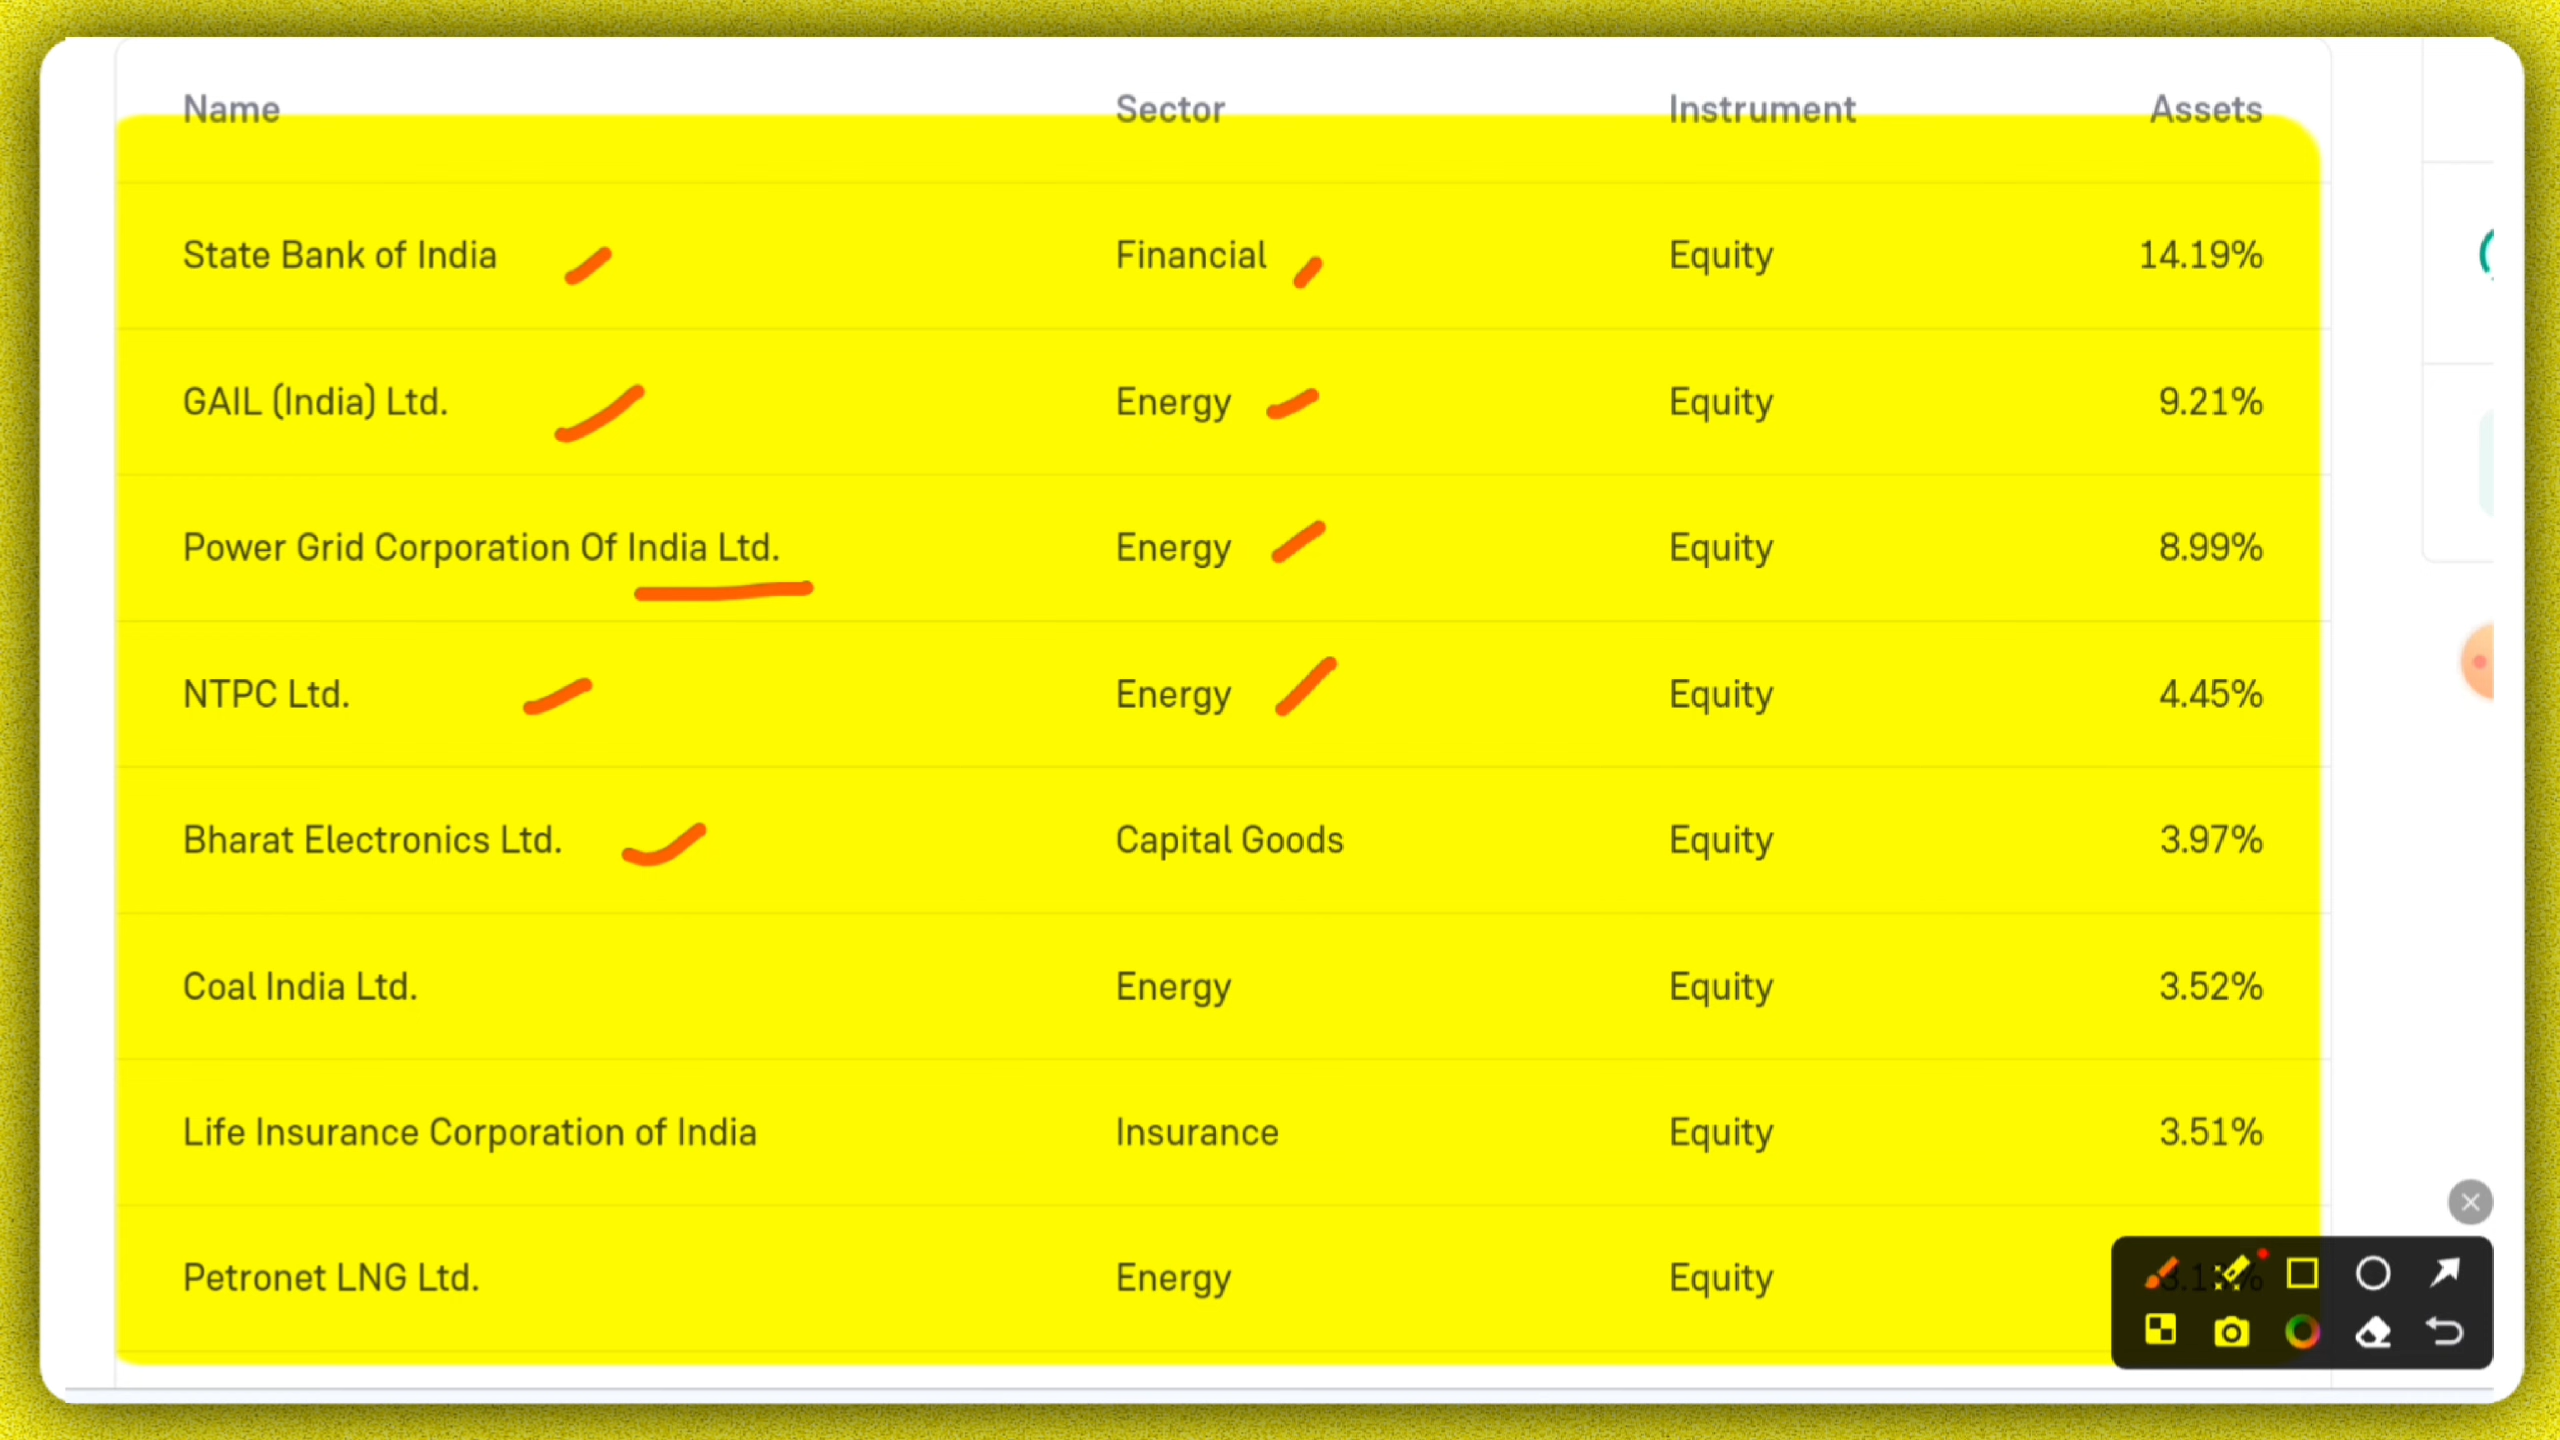 Name Sector Instrument Assets
State Bank of India Financial Equity 14.19%
GAIL (India) Ltd. Energy Equity 9.21%
Power Grid Corporation Of India Ltd. Energy Equity 8.99%
NTPC Ltd. Energy Equity 4.45%
Bharat Electronics Ltd. Capital Goods Equity 3.97%
Coal India Ltd. Energy Equity 3.52%
Life Insurance Corporation of India Insurance Equity 3.51%
Petronet LNG Ltd. Energy Equity